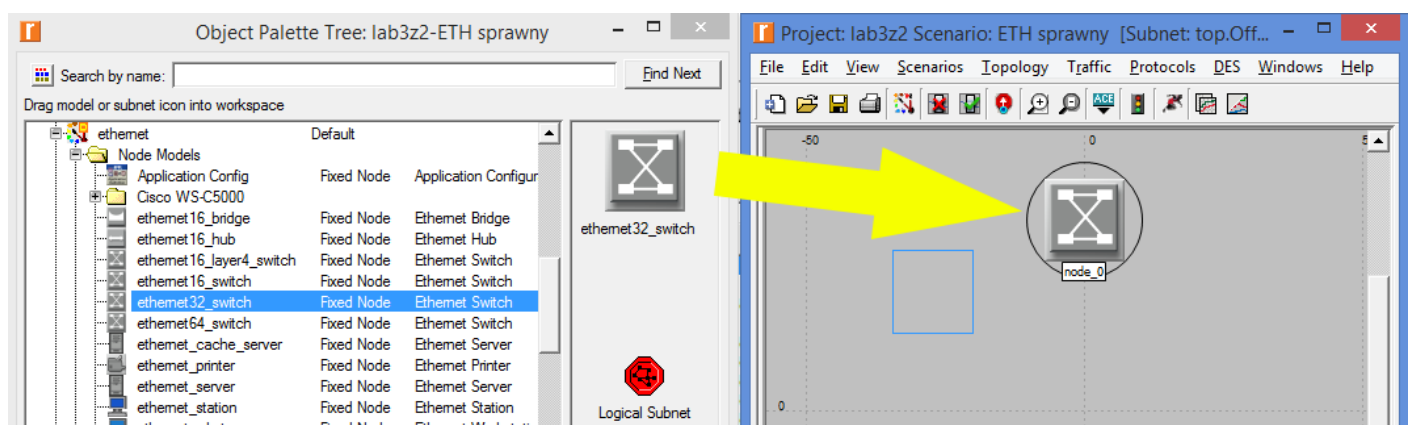 Object Palette Tree: lab3z2-ETH sprawny
Search by name:
Find Next
Drag model or subnet icon into workspace
ethernet Default
Node Models
Application Config Fixed Node Application Configur
Cisco WS-C5000
ethernet16_bridge Fixed Node Ethernet Bridge
ethernet16_hub Fixed Node Ethernet Hub
ethernet16_layer4_switch Fixed Node Ethernet Switch
ethernet16_switch Fixed Node Ethernet Switch
ethernet32_switch Fixed Node Ethernet Switch
ethernet64_switch Fixed Node Ethernet Switch
ethernet_cache_server Fixed Node Ethernet Server
ethernet_printer Fixed Node Ethernet Printer
ethernet_server Fixed Node Ethernet Server
ethernet_station Fixed Node Ethernet Station
ethernet32_switch
Logical Subnet
Project: lab3z2 Scenario: ETH sprawny [Subnet: top.Off...
File Edit View Scenarios Topology Traffic Protocols DES Windows Help
ACE
-50 0
node_0
0